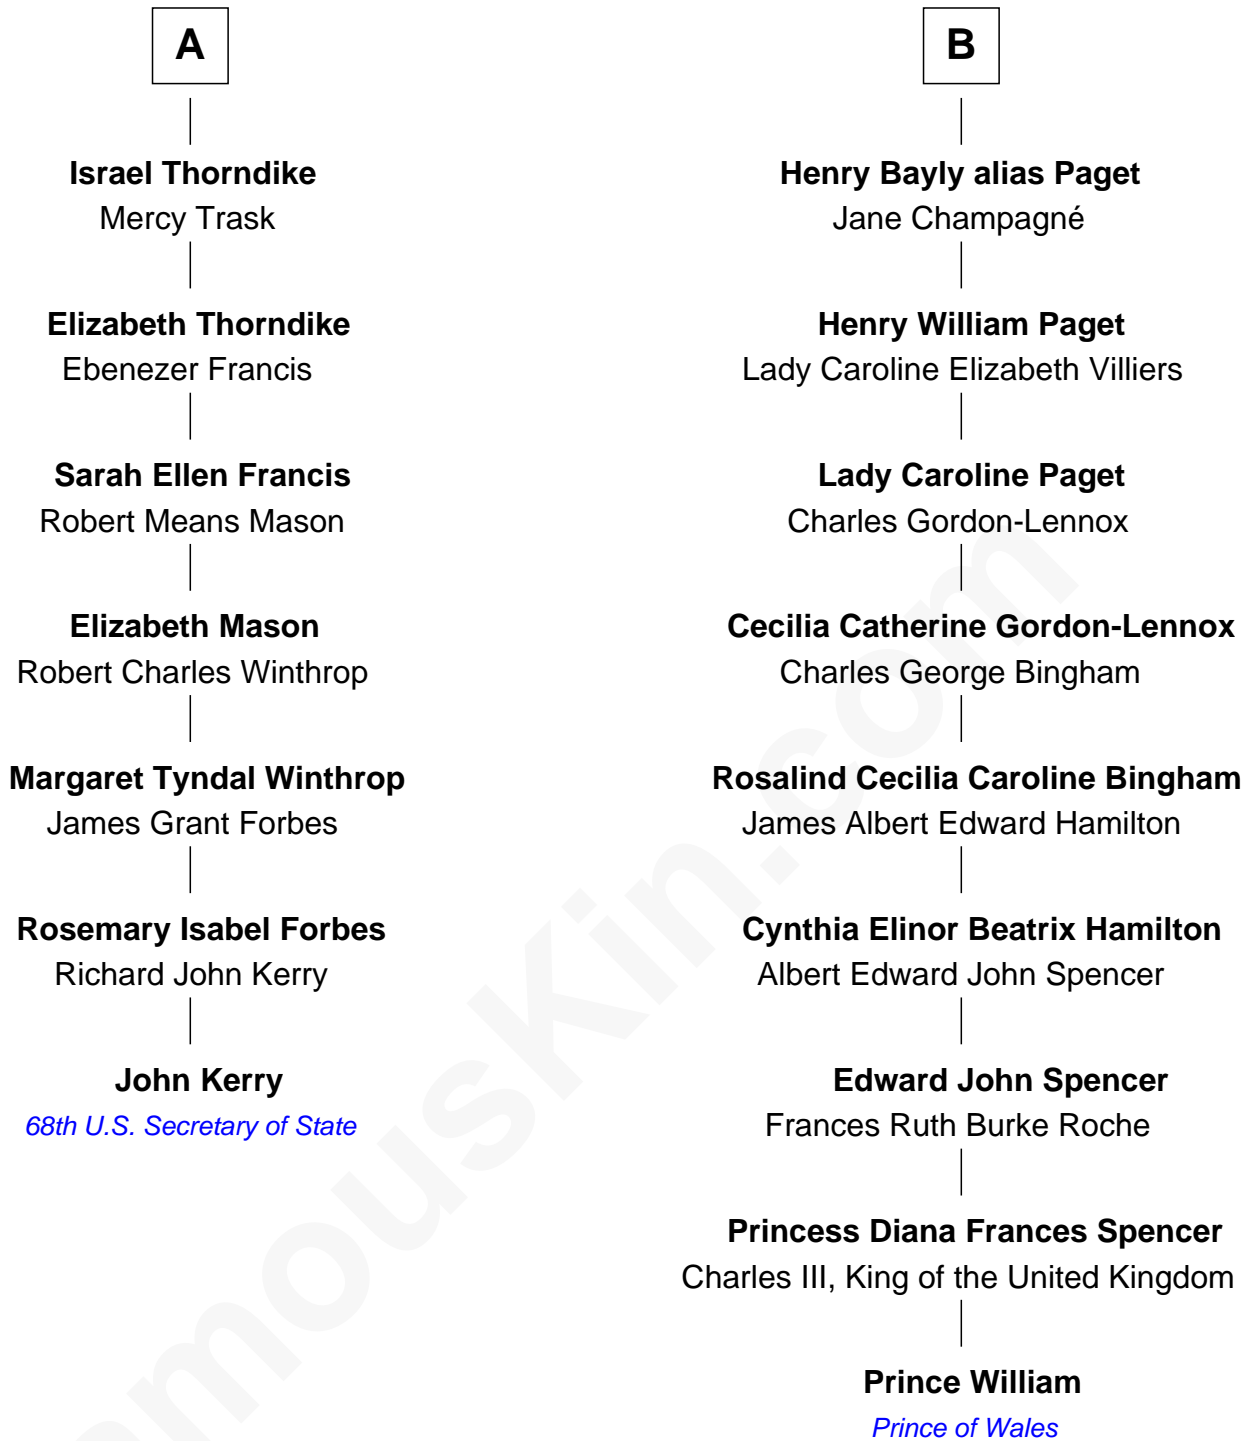 A
Israel Thorndike
Mercy Trask
Elizabeth Thorndike
Ebenezer Francis
Sarah Ellen Francis
Robert Means Mason
Elizabeth Mason
Robert Charles Winthrop
Margaret Tyndal Winthrop
James Grant Forbes
Rosemary Isabel Forbes
Richard John Kerry
John Kerry
68th U.S. Secretary of State
B
Henry Bayly alias Paget
Jane Champagné
Henry William Paget
Lady Caroline Elizabeth Villiers
Lady Caroline Paget
Charles Gordon-Lennox
Cecilia Catherine Gordon-Lennox
Charles George Bingham
Rosalind Cecilia Caroline Bingham
James Albert Edward Hamilton
Cynthia Elinor Beatrix Hamilton
Albert Edward John Spencer
Edward John Spencer
Frances Ruth Burke Roche
Princess Diana Frances Spencer
Charles III, King of the United Kingdom
Prince William
Prince of Wales
amousKin.com